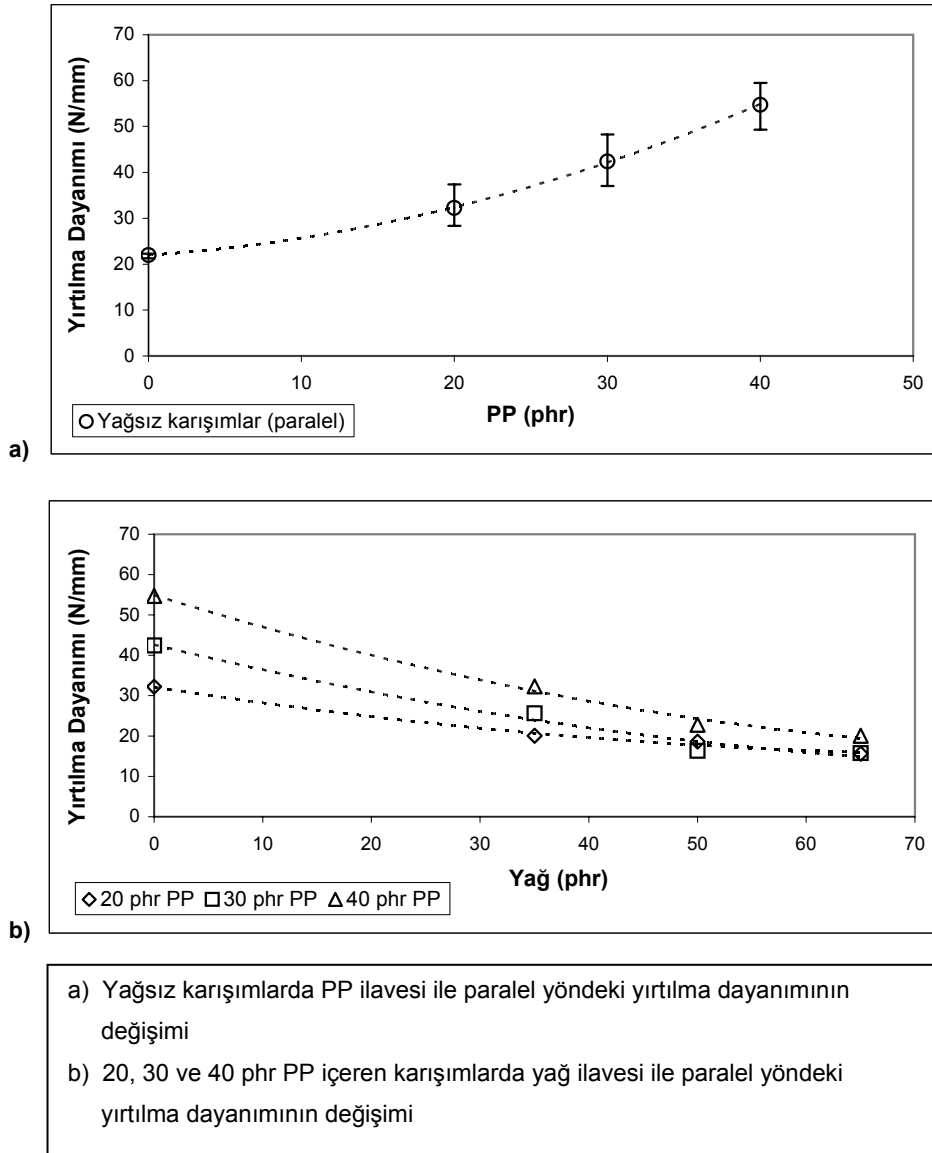 70
60
50
40
30
20
10
0
Yırtılma Dayanımı (N/mm)
0 10 20 30 40 50
PP (phr)
Yağsız karışımlar (paralel)
a)
70
60
50
40
30
20
10
0
Yırtılma Dayanımı (N/mm)
0 10 20 30 40 50 60 70
Yağ (phr)
20 phr PP 30 phr PP 40 phr PP
b)
a) Yağsız karışımlarda PP ilavesi ile paralel yöndeki yırtılma dayanımının
değişimi
b) 20, 30 ve 40 phr PP içeren karışımlarda yağ ilavesi ile paralel yöndeki
yırtılma dayanımının değişimi